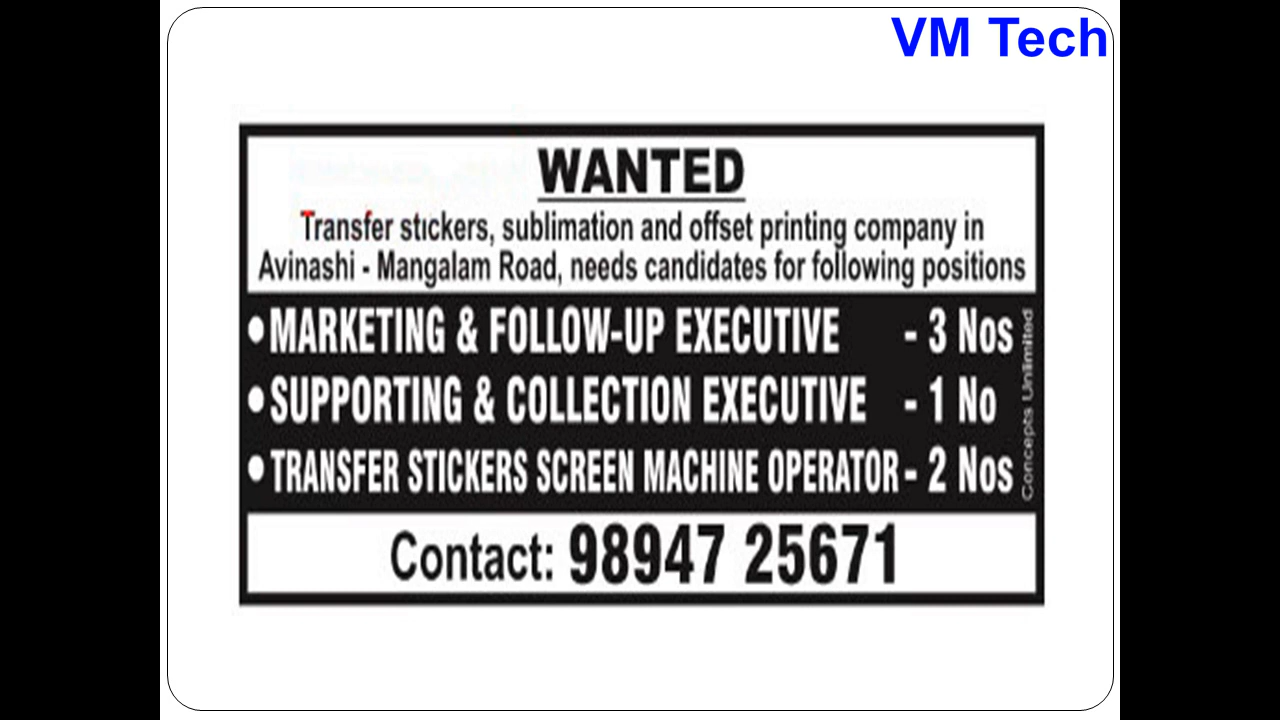 VM Tech
WANTED
Transfer stickers, sublimation and offset printing company in
Avinashi - Mangalam Road, needs candidates for following positions
•MARKETING & FOLLOW-UP EXECUTIVE - 3 Nos
•SUPPORTING & COLLECTION EXECUTIVE - 1 No
•TRANSFER STICKERS SCREEN MACHINE OPERATOR - 2 Nos
Concepts Unlimited
Contact: 98947 25671